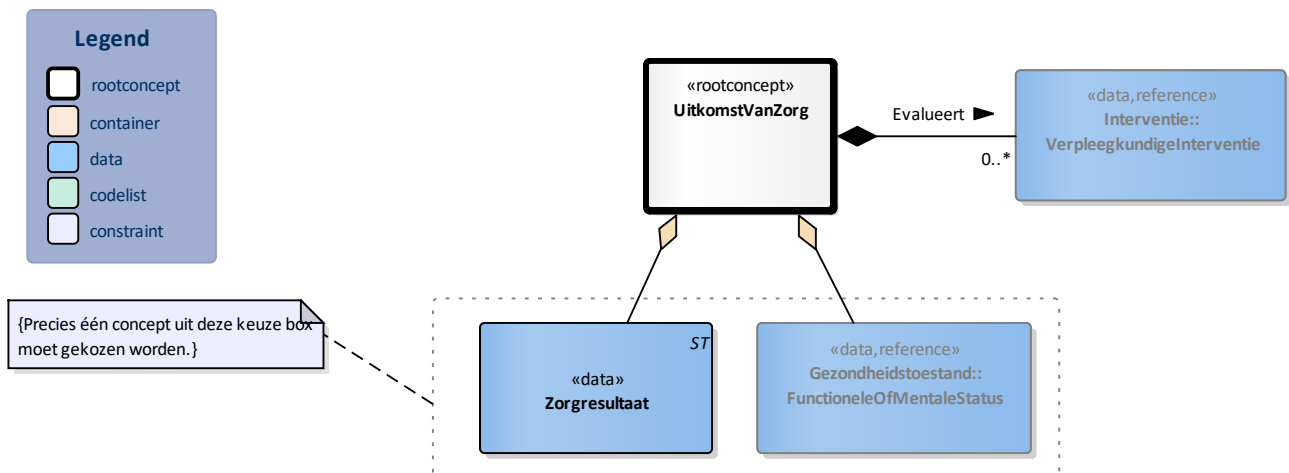 Legend
rootconcept
container
data
codelist
constraint
«rootconcept»
UitkomstVanZorg
Evalueert
0..*
«data,reference»
Interventie::
VerpleegkundigeInterventie
{Precies één concept uit deze keuze box
moet gekozen worden.}
ST
«data»
Zorgresultaat
«data,reference»
Gezondheidstoestand::
FunctioneleOfMentaleStatus